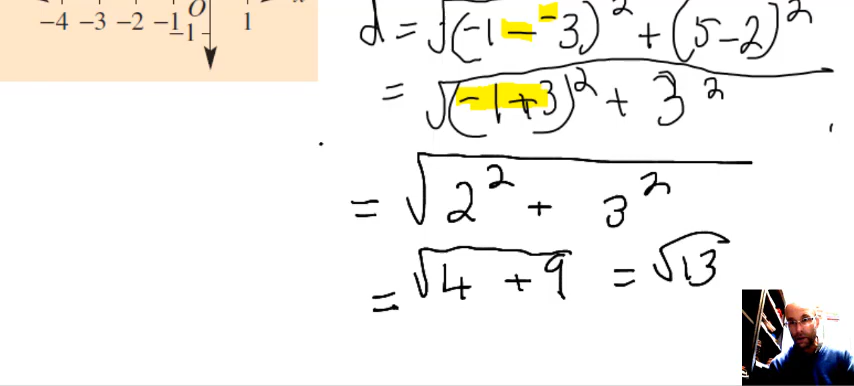 O
−4 −3 −2 −1 1
−1
d = √(-1 - -3)² + (5-2)²
= √(-1+3)² + 3²
= √2² + 3²
= √4 + 9 = √13